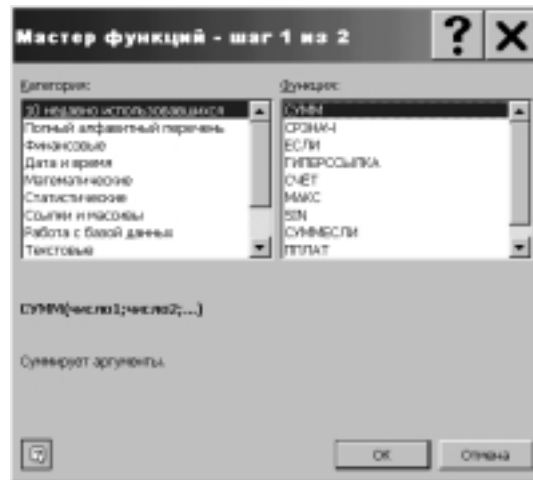 Мастер функций - шаг 1 из 2
Категория:
10 недавно использовавшихся
Полный алфавитный перечень
Финансовые
Дата и время
Математические
Статистические
Ссылки и массивы
Работа с базой данных
Текстовые
Функция:
СУММ
СРЗНАЧ
ЕСЛИ
ГИПЕРССЫЛКА
СЧЁТ
МАКС
SIN
СУММЕСЛИ
ППЛАТ
СУММ(число1;число2;...)
Суммирует аргументы.
ОК
Отмена